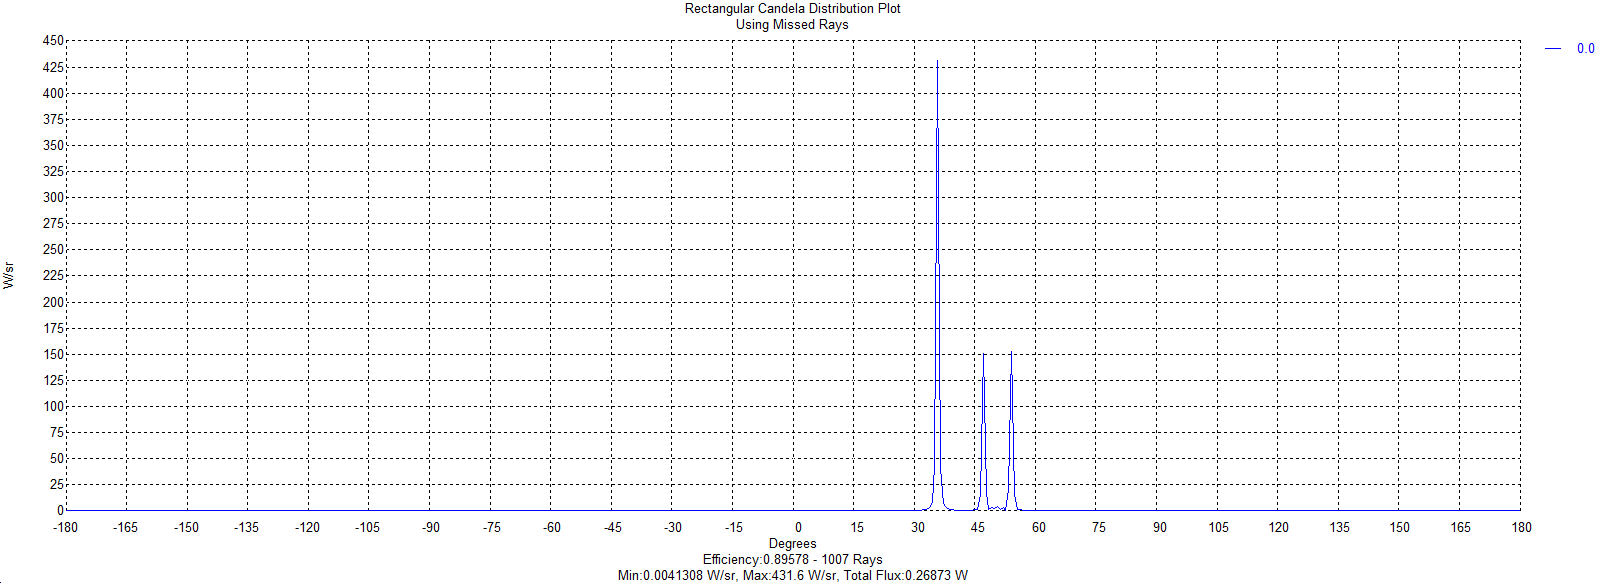 Rectangular Candela Distribution Plot
Using Missed Rays
0.0
450
425
400
375
350
325
300
275
250
225
200
175
150
125
100
75
50
25
0
W/sr
-180 -165 -150 -135 -120 -105 -90 -75 -60 -45 -30 -15 0 15 30 45 60 75 90 105 120 135 150 165 180
Degrees
Efficiency:0.89578 - 1007 Rays
Min:0.0041308 W/sr, Max:431.6 W/sr, Total Flux:0.26873 W